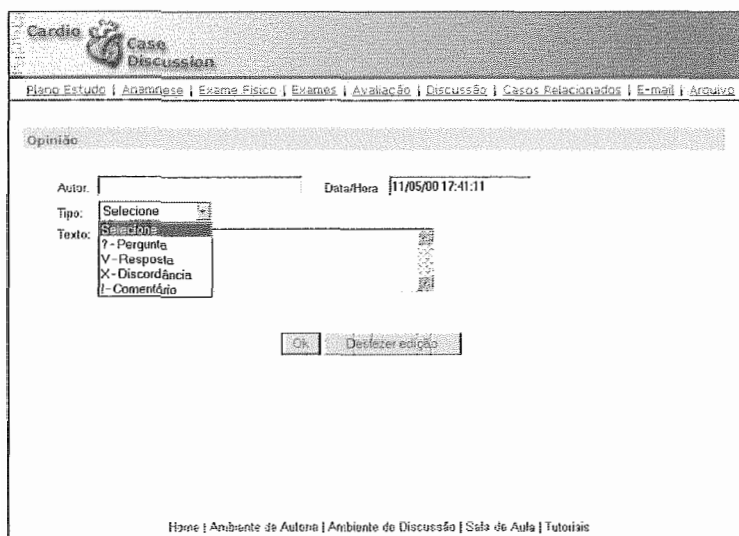 Cardio
Case
Discussion
Plano Estudo | Anamnese | Exame Físico | Exames | Avaliação | Discussão | Casos Relacionados | E-mail | Arquivo
Opinião
Autor. Data/Hora 11/05/00 17:41:11
Tipo: Selecione
Texto: Selecione
?-Pergunta
V-Resposta
X-Discordância
!-Comentário
Ok Desfazer edição
Home | Ambiente de Autoria | Ambiente de Discussão | Sala de Aula | Tutoriais